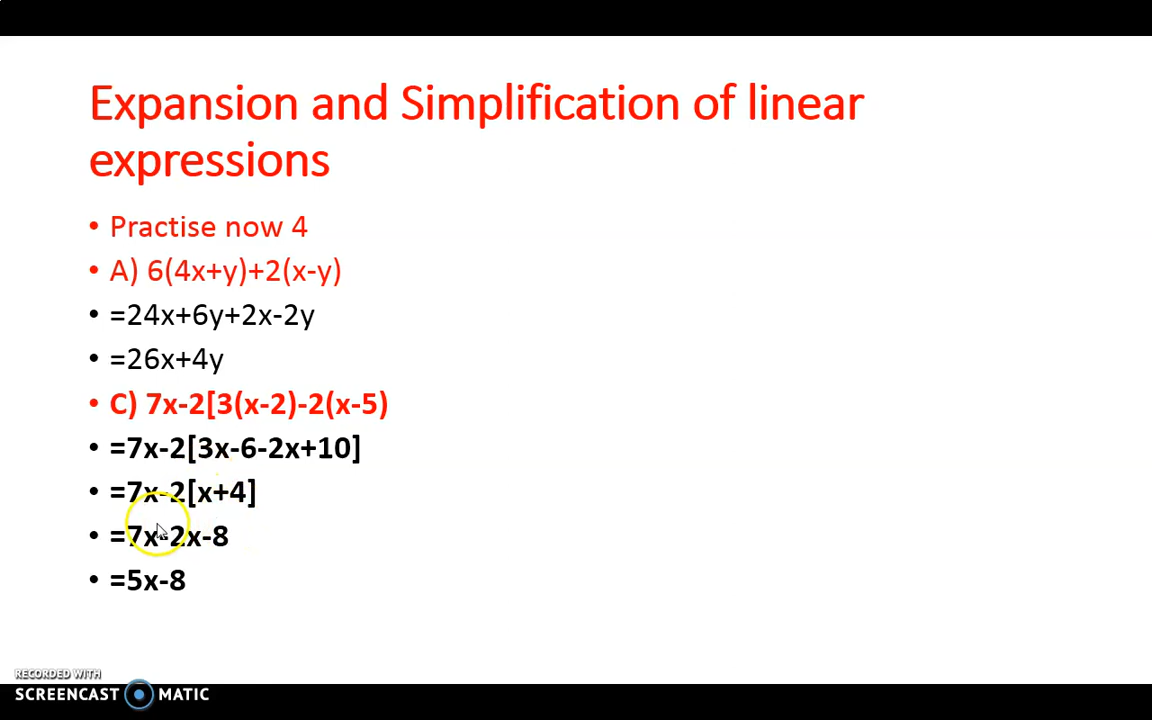 Expansion and Simplification of linear
expressions
• Practise now 4
• A) 6(4x+y)+2(x-y)
• =24x+6y+2x-2y
• =26x+4y
• C) 7x-2[3(x-2)-2(x-5)
• =7x-2[3x-6-2x+10]
• =7x-2[x+4]
• =7x-2x-8
• =5x-8
RECORDED WITH
SCREENCAST MATIC